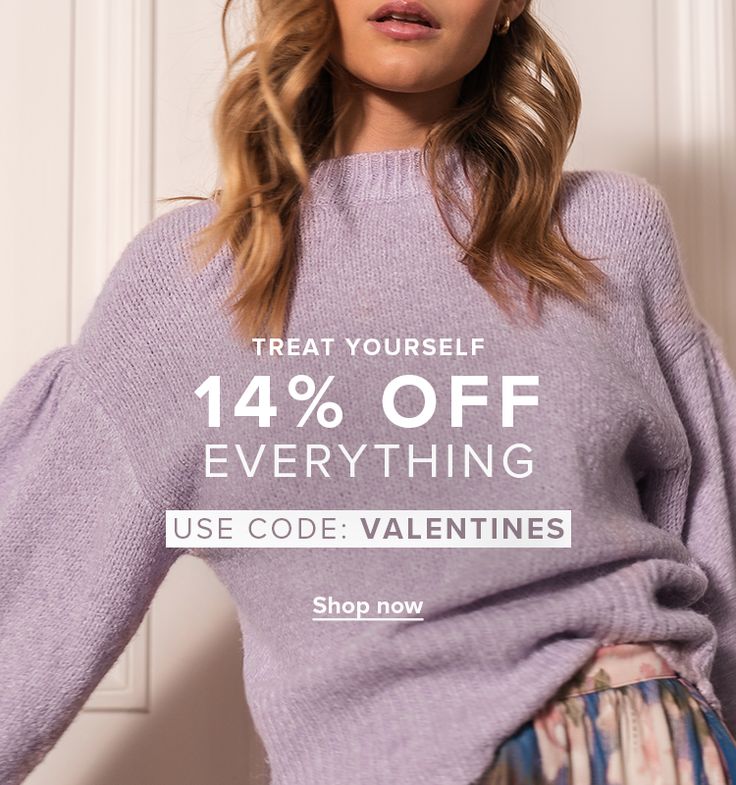 TREAT YOURSELF
14% OFF
EVERYTHING
USE CODE: VALENTINES
Shop now